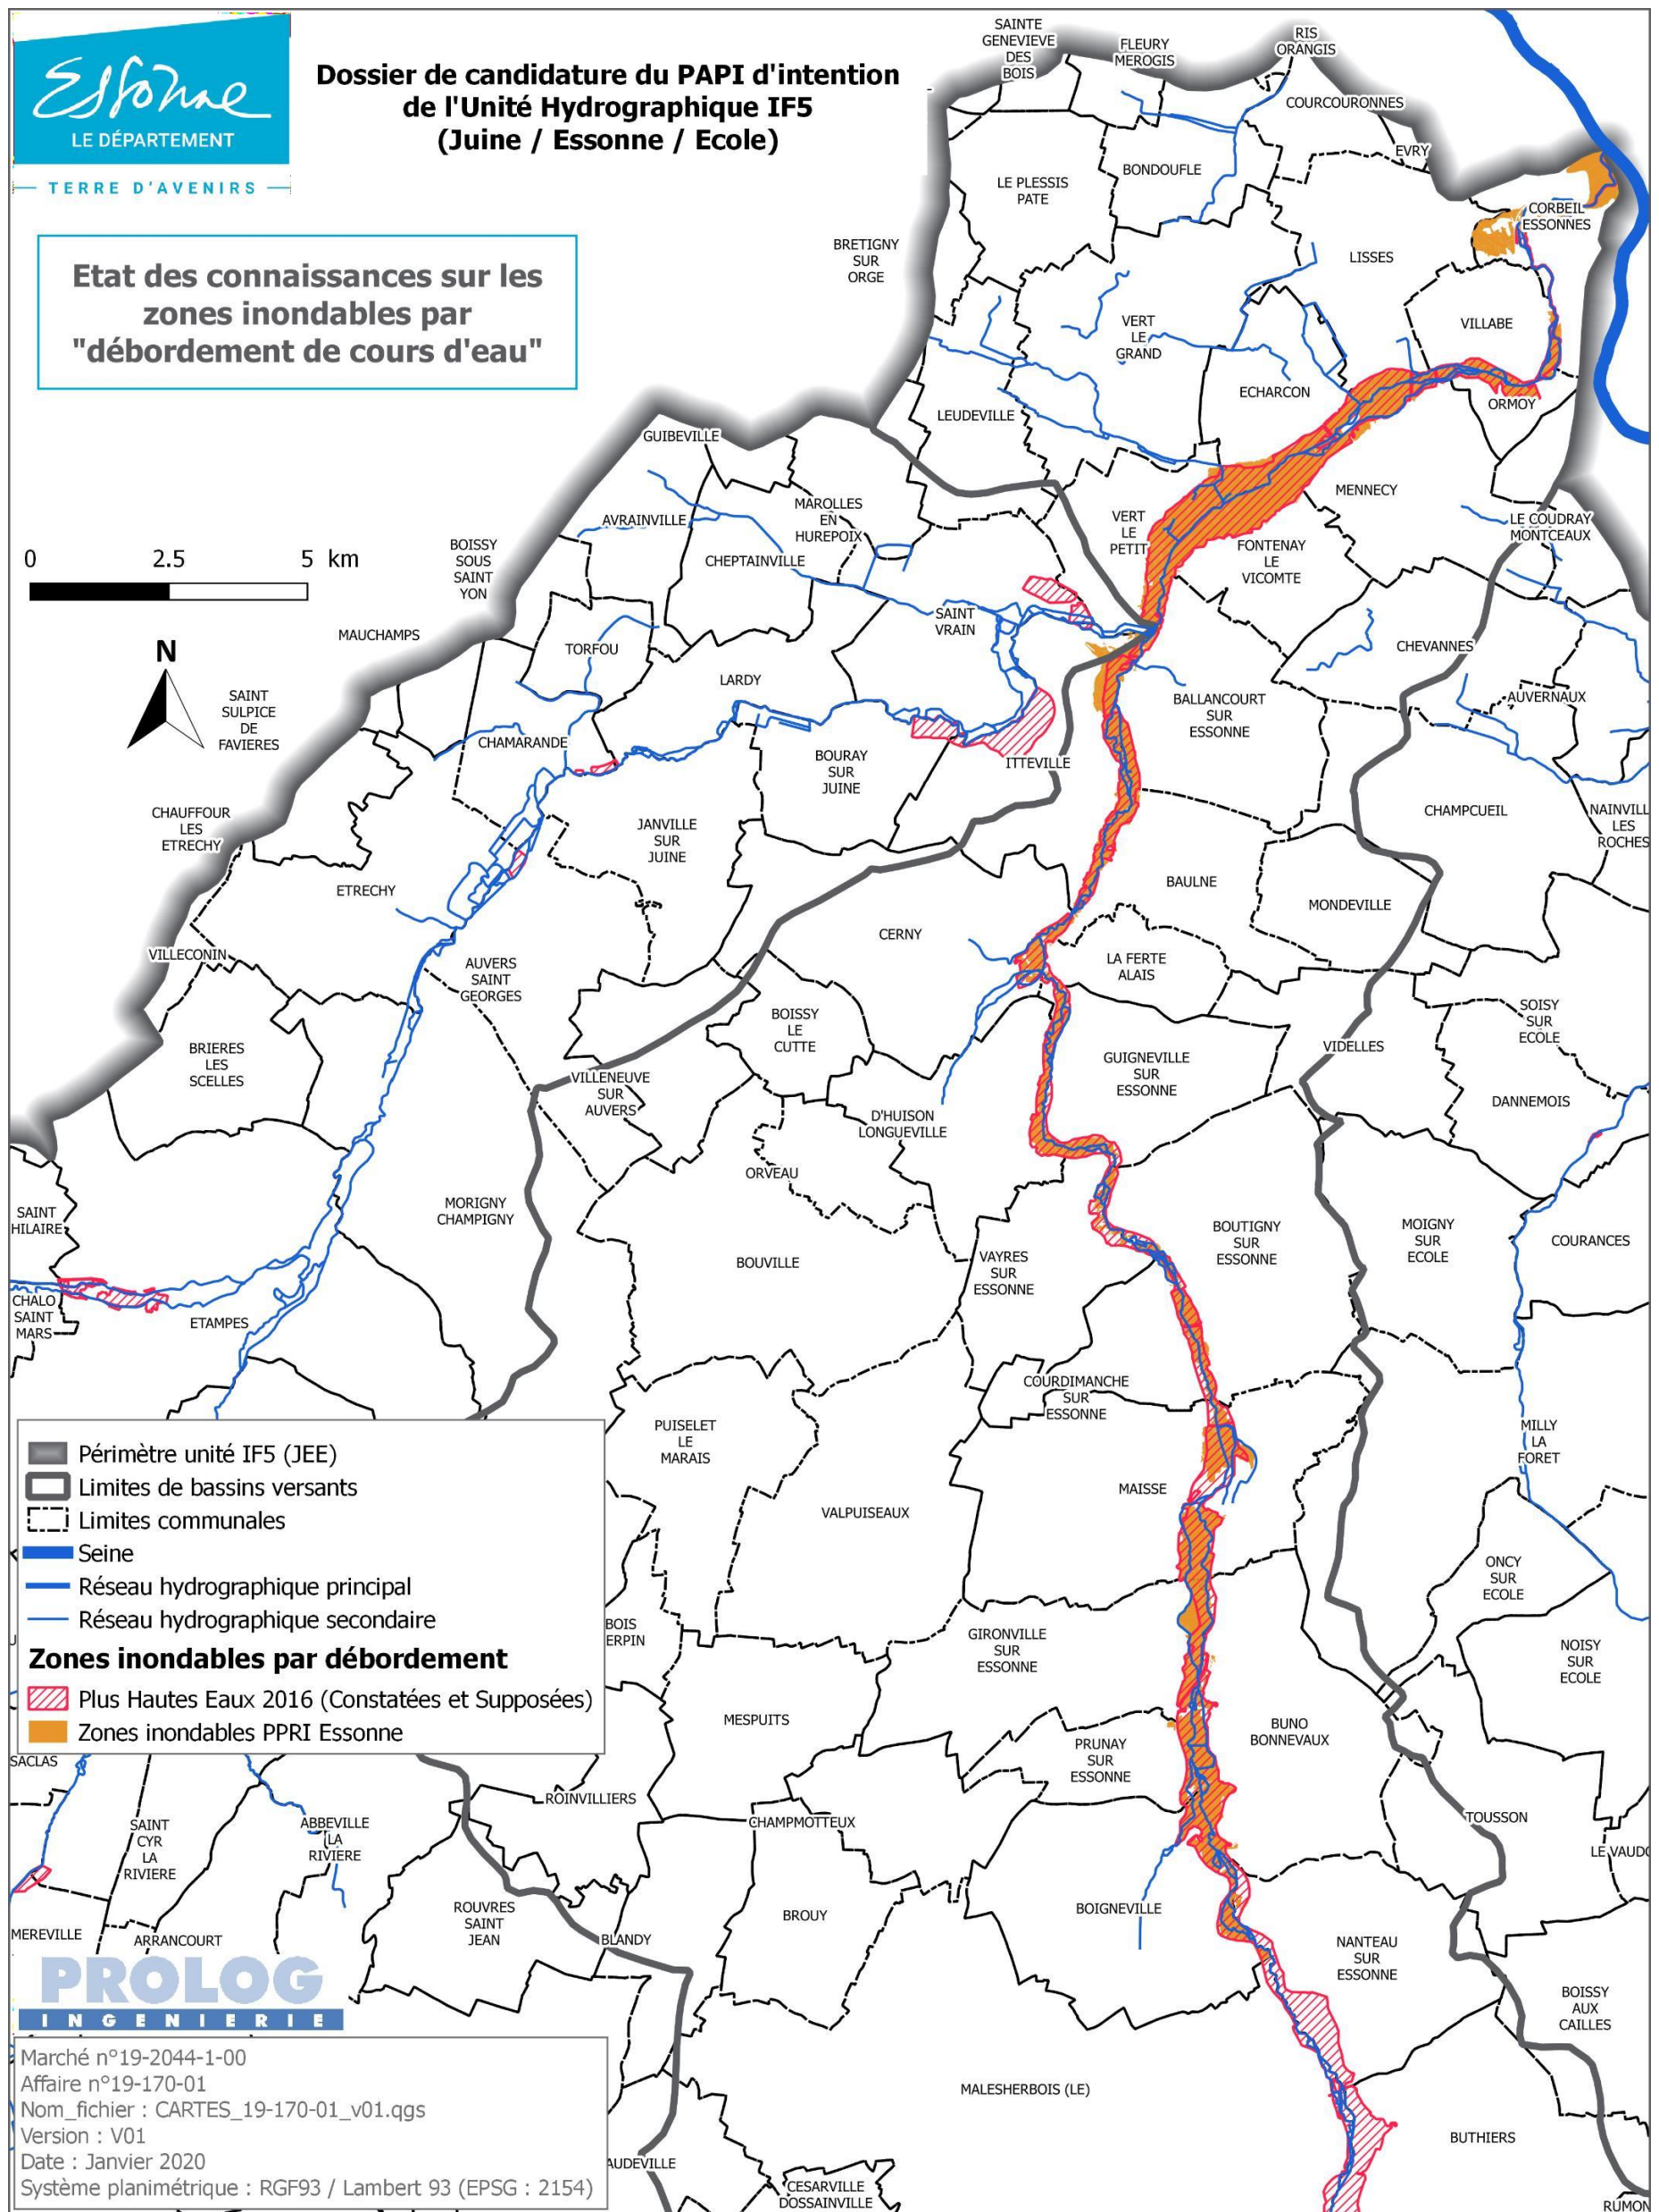 Essonne
LE DÉPARTEMENT
TERRE D'AVENIRS
Dossier de candidature du PAPI d'intention
de l'Unité Hydrographique IF5
(Juine / Essonne / Ecole)
Etat des connaissances sur les
zones inondables par
"débordement de cours d'eau"
0 2.5 5 km
N
SAINTE
GENEVIEVE
DES
BOIS
FLEURY
MEROGIS
RIS
ORANGIS
COURCOURONNES
EVRY
LE PLESSIS
PATE
BONDOUFLE
CORBEIL
ESSONNES
BRETIGNY
SUR
ORGE
LISSES
VERT
LE
GRAND
VILLABE
ECHARCON
ORMOY
LEUDEVILLE
GUIBEVILLE
MENNECY
MAROLLES
EN
HUREPOIX
AVRAINVILLE
VERT
LE
PETIT
LE COUDRAY
MONTCEAUX
BOISSY
SOUS
SAINT
YON
CHEPTAINVILLE
FONTENAY
LE
VICOMTE
SAINT
VRAIN
MAUCHAMPS
TORFOU
CHEVANNES
LARDY
SAINT
SULPICE
DE
FAVIERES
BALLANCOURT
SUR
ESSONNE
AUVERNAUX
CHAMARANDE
BOURAY
SUR
JUINE
ITTEVILLE
CHAUFFOUR
LES
ETRECHY
JANVILLE
SUR
JUINE
CHAMPCUEIL
NAINVILL
LES
ROCHES
ETRECHY
BAULNE
MONDEVILLE
CERNY
VILLECONIN
AUVERS
SAINT
GEORGES
LA FERTE
ALAIS
BOISSY
LE
CUTTE
SOISY
SUR
ECOLE
BRIERES
LES
SCELLES
GUIGNEVILLE
SUR
ESSONNE
VIDELLES
VILLENEUVE
SUR
AUVERS
D'HUISON
LONGUEVILLE
DANNEMOIS
ORVEAU
SAINT
HILAIRE
MORIGNY
CHAMPIGNY
BOUTIGNY
SUR
ESSONNE
MOIGNY
SUR
ECOLE
COURANCES
BOUVILLE
VAYRES
SUR
ESSONNE
CHALO
SAINT
MARS
ETAMPES
COURDIMANCHE
SUR
ESSONNE
PUISELET
LE
MARAIS
MILLY
LA
FORET
MAISSE
VALPUISEAUX
Périmètre unité IF5 (JEE)
Limites de bassins versants
Limites communales
Seine
Réseau hydrographique principal
Réseau hydrographique secondaire
Zones inondables par débordement
Plus Hautes Eaux 2016 (Constatées et Supposées)
Zones inondables PPRI Essonne
ONCY
SUR
ECOLE
BOIS
ERPIN
GIRONVILLE
SUR
ESSONNE
NOISY
SUR
ECOLE
MESPUITS
BUNO
BONNEVAUX
PRUNAY
SUR
ESSONNE
SACLAS
ROINVILLIERS
CHAMPMOTTEUX
TOUSSON
SAINT
CYR
LA
RIVIERE
ABBEVILLE
LA
RIVIERE
LE VAUDO
ROUVRES
SAINT
JEAN
BROUY
BOIGNEVILLE
MEREVILLE
ARRANCOURT
BLANDY
NANTEAU
SUR
ESSONNE
BOISSY
AUX
CAILLES
PROLOG
INGENIERIE
MALESHERBOIS (LE)
BUTHIERS
AUDEVILLE
CESARVILLE
DOSSAINVILLE
RUMON
Marché n°19-2044-1-00
Affaire n°19-170-01
Nom_fichier : CARTES_19-170-01_v01.qgs
Version : V01
Date : Janvier 2020
Système planimétrique : RGF93 / Lambert 93 (EPSG : 2154)